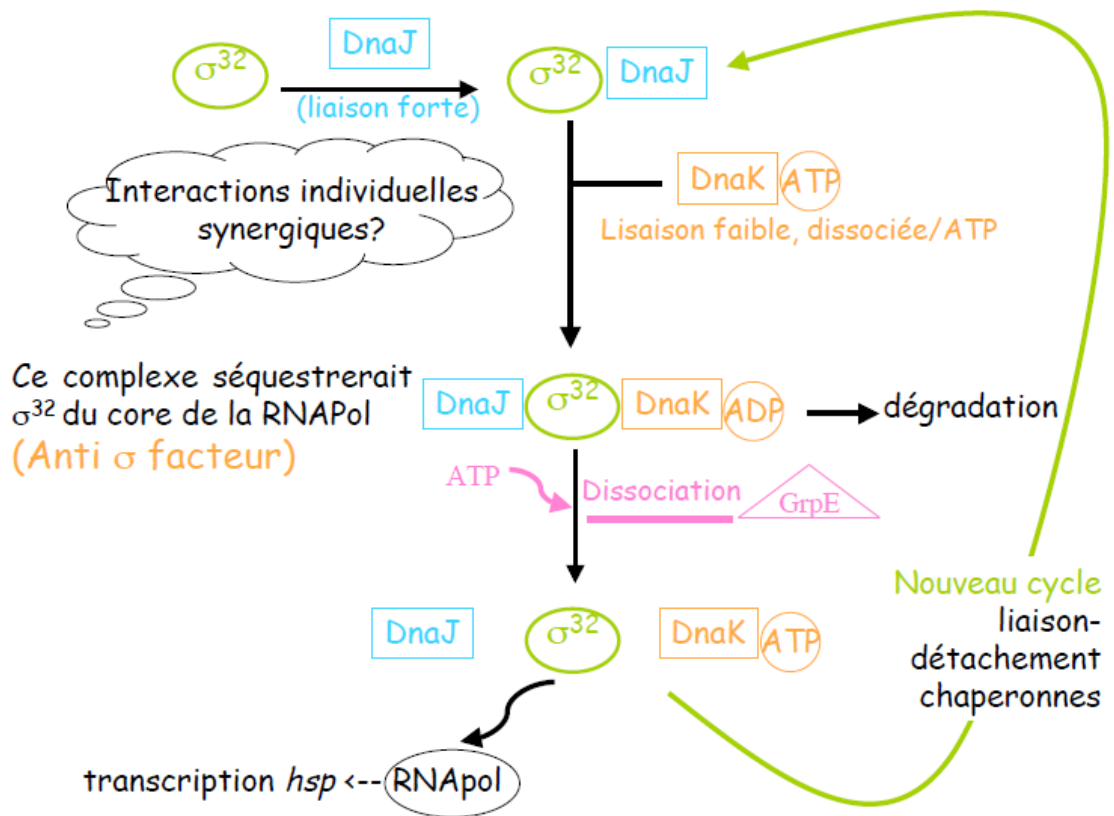 σ³² DnaJ σ³² DnaJ
(liaison forte)
Interactions individuelles
synergiques?
DnaK ATP
Lisaison faible, dissociée/ATP
Ce complexe séquestrerait
σ³² du core de la RNAPol
(Anti σ facteur)
DnaJ σ³² DnaK ADP dégradation
ATP Dissociation GrpE
Nouveau cycle
liaison-
détachement
chaperonnes
DnaJ σ³² DnaK ATP
transcription hsp <-- RNApol